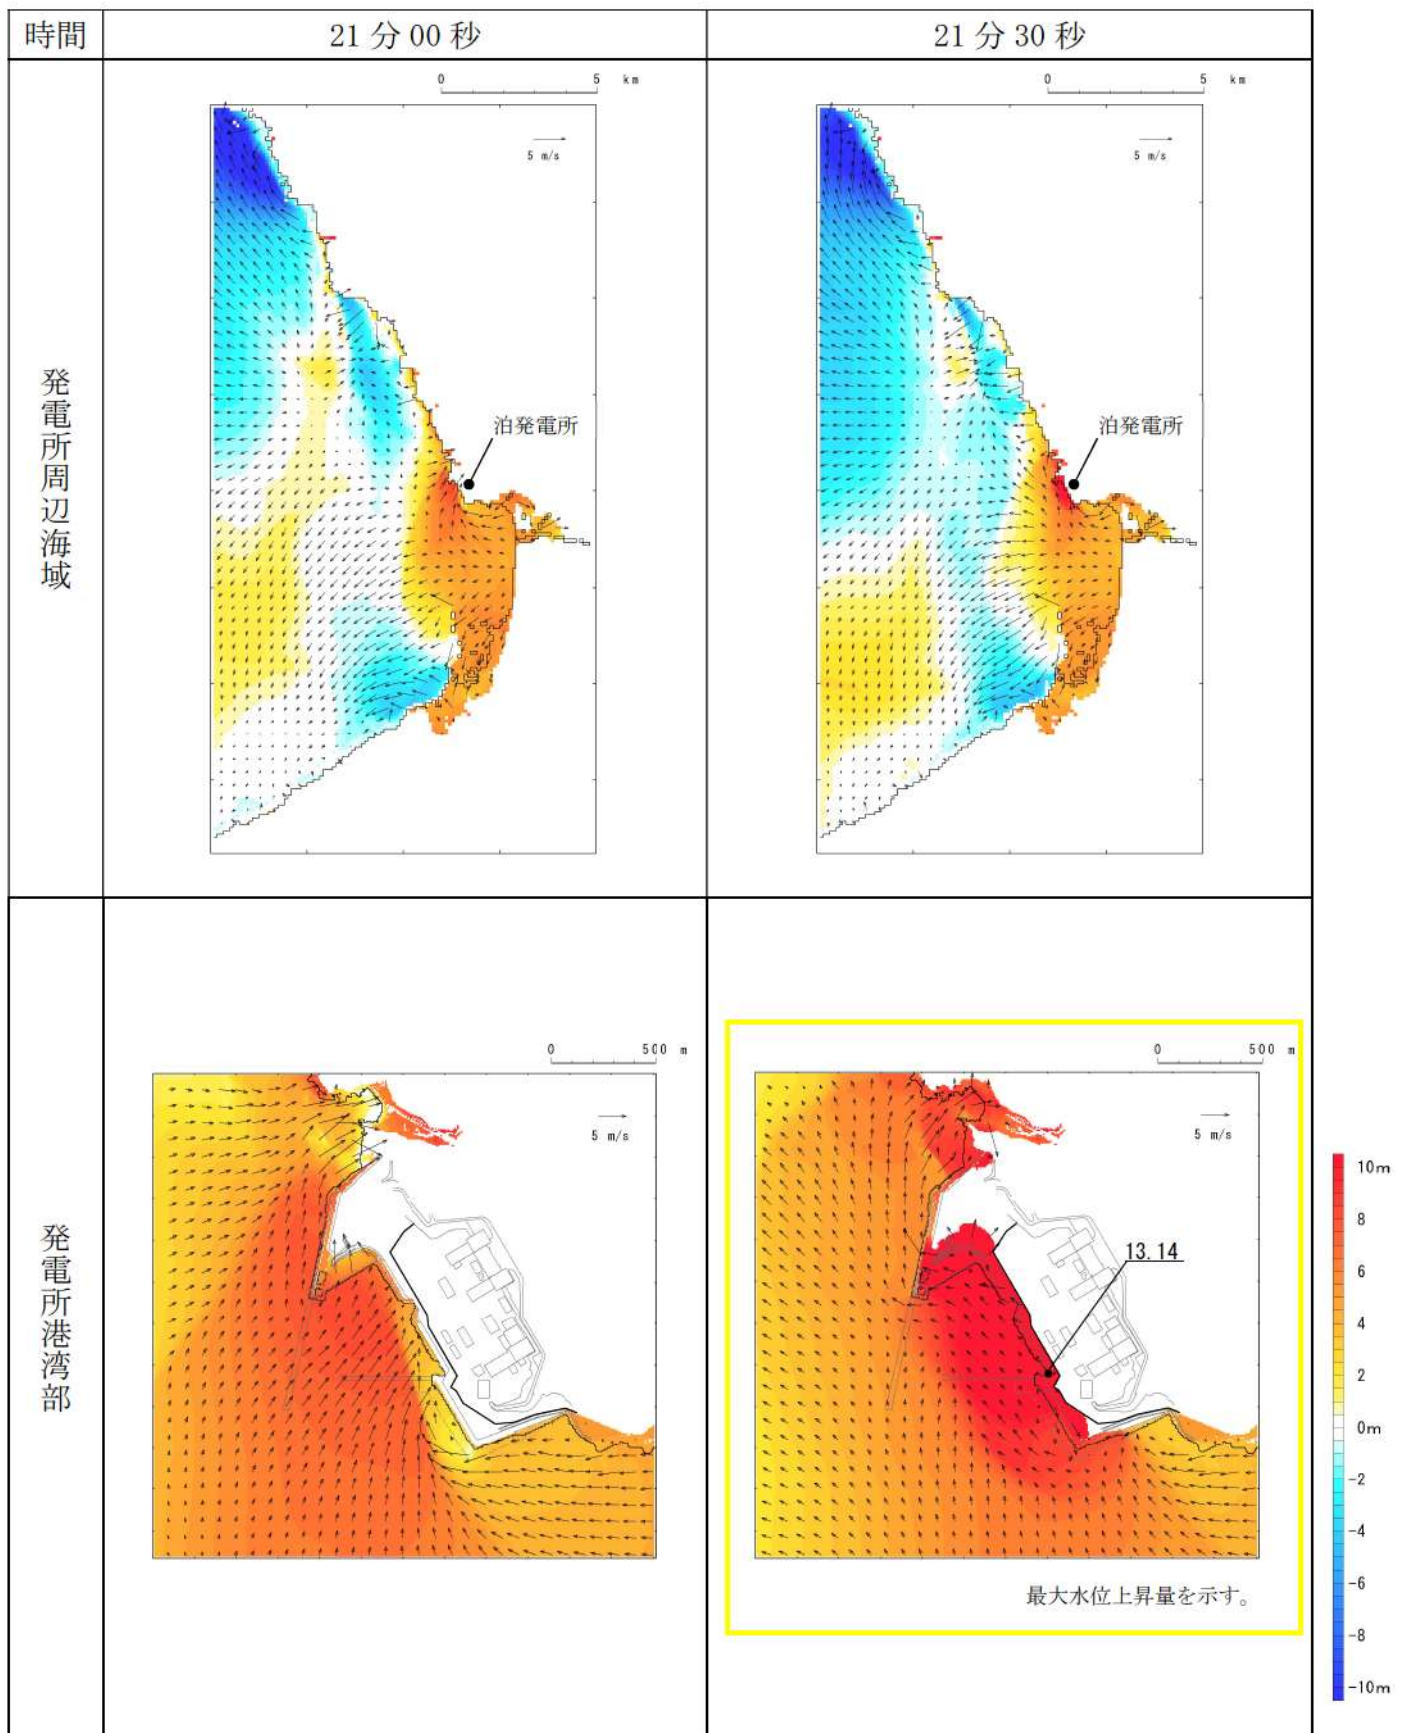 時間
21分00秒
21分30秒
発電所周辺海域
0 5 km
5 m/s
泊発電所
0 5 km
5 m/s
泊発電所
発電所港湾部
0 500 m
5 m/s
0 500 m
5 m/s
13.14
最大水位上昇量を示す。
10m
8
6
4
2
0m
-2
-4
-6
-8
-10m